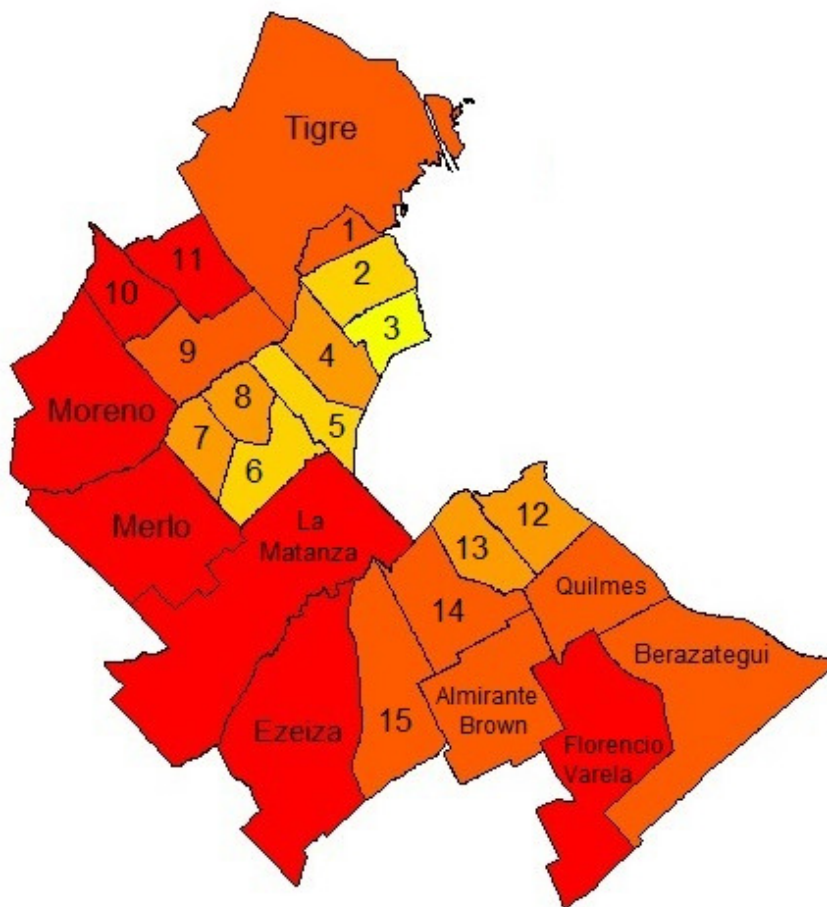 Tigre
1
11
2
10
3
9
4
8
Moreno
7
5
6
12
Merlo
La
Matanza
13
Quilmes
14
Berazategui
Almirante
Brown
15
Ezeiza
Florencio
Varela